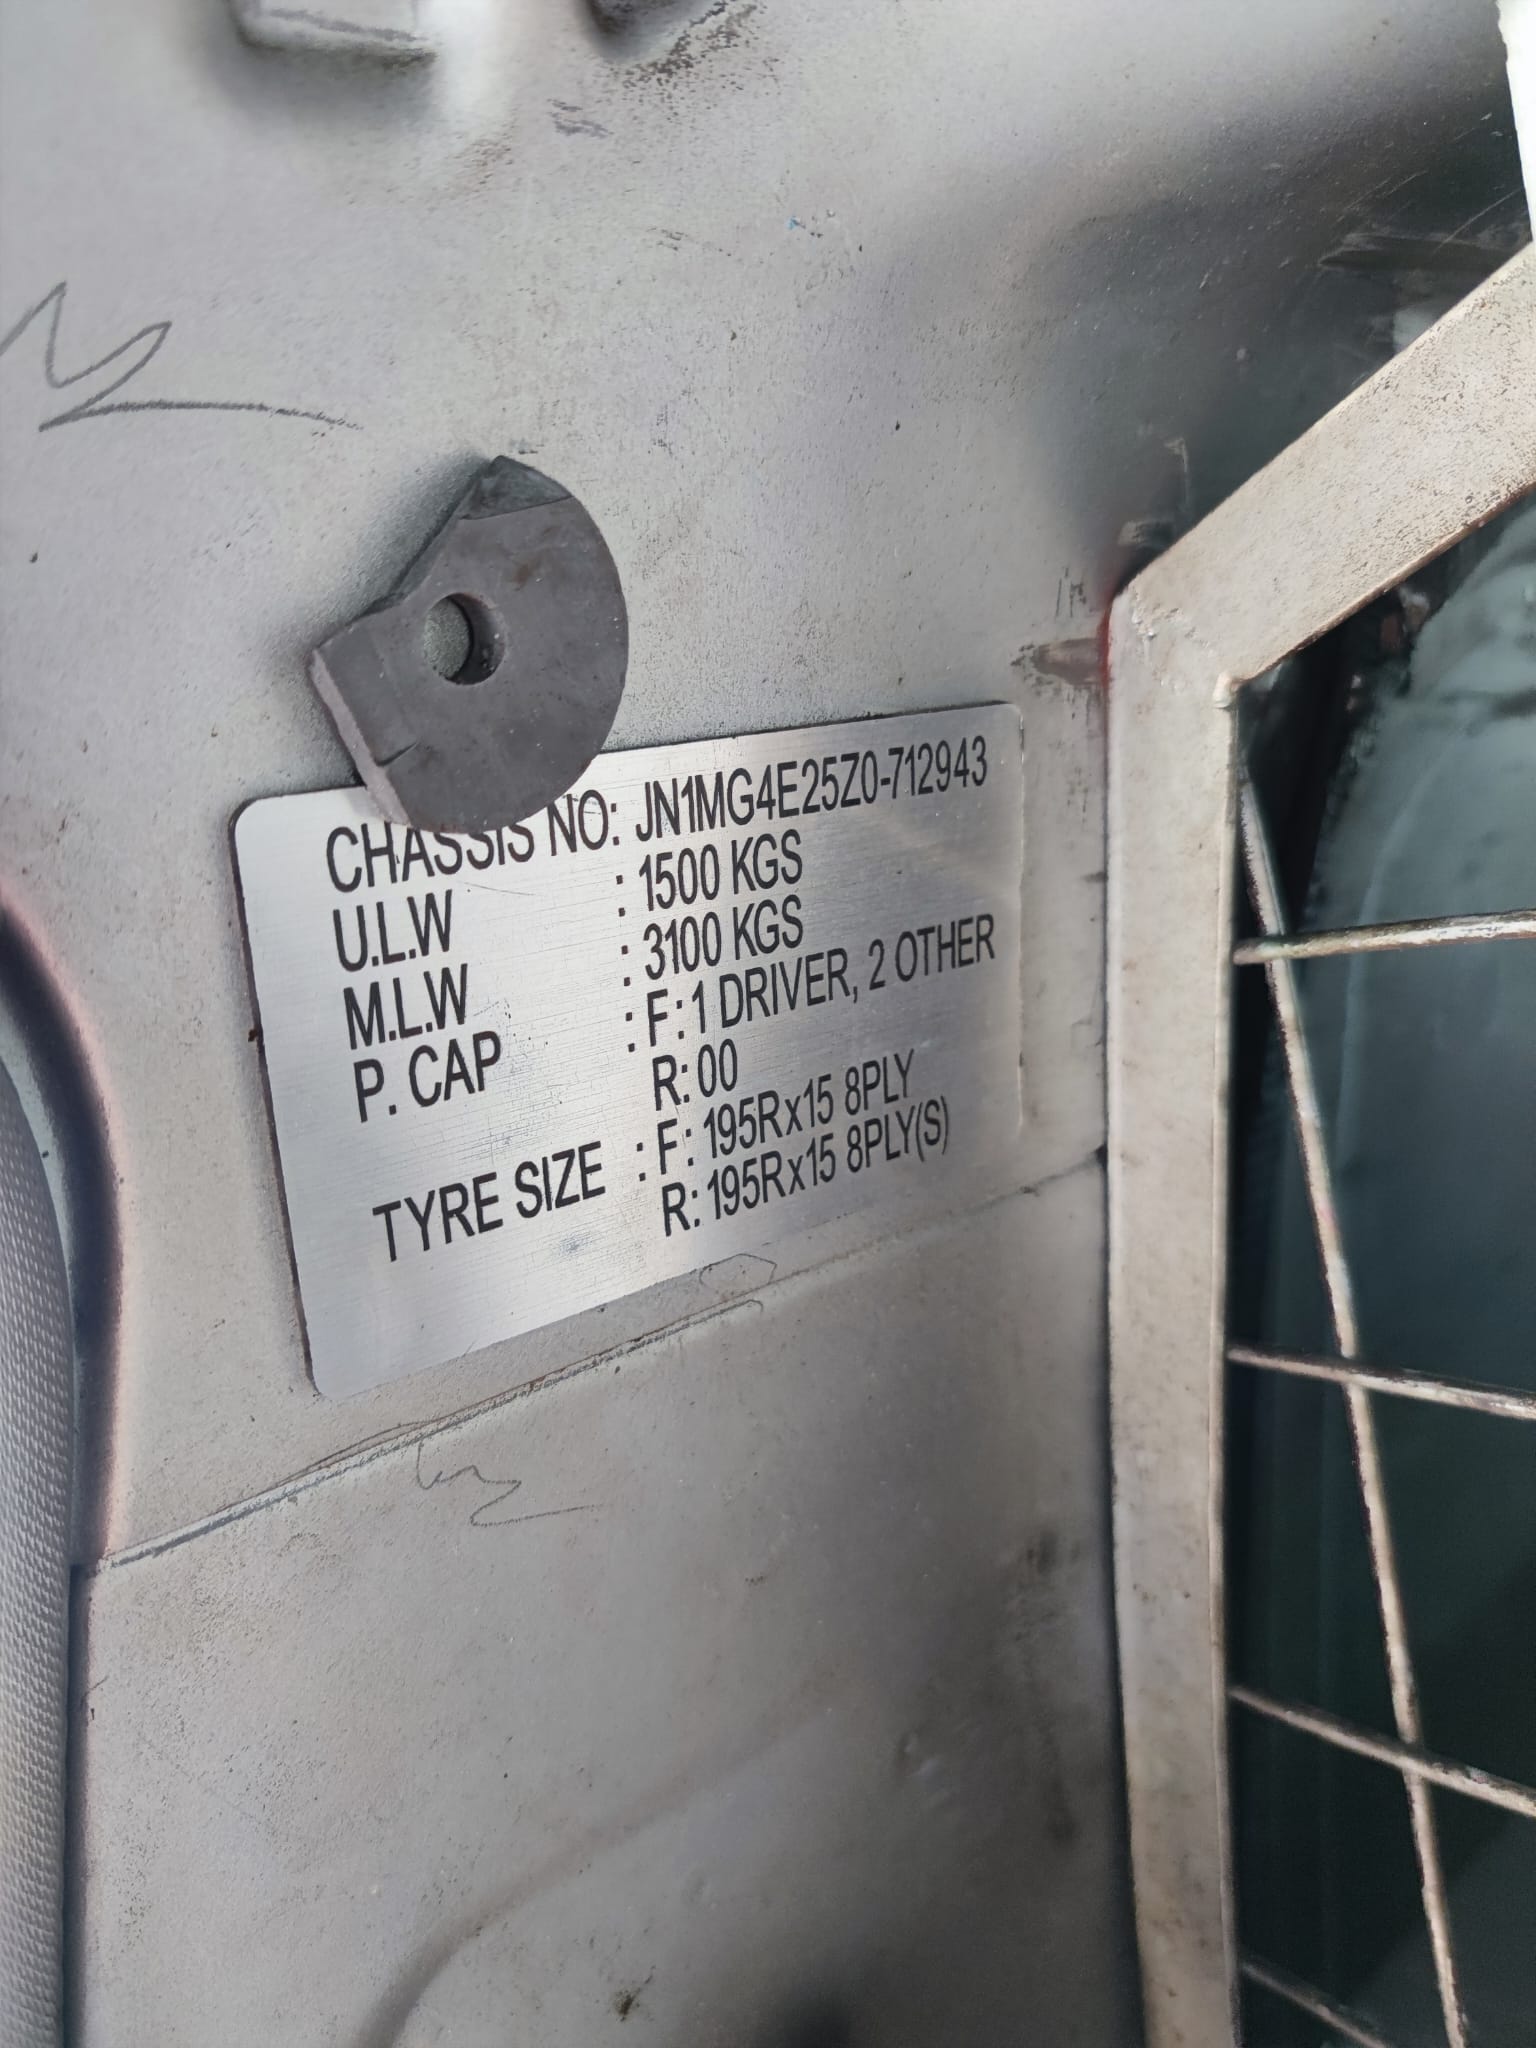 CHASSIS NO: JN1MG4E25Z0-712943
U.L.W : 1500 KGS
M.L.W : 3100 KGS
P. CAP : F: 1 DRIVER, 2 OTHER
R: 00
TYRE SIZE : F: 195Rx15 8PLY
R: 195Rx15 8PLY(S)